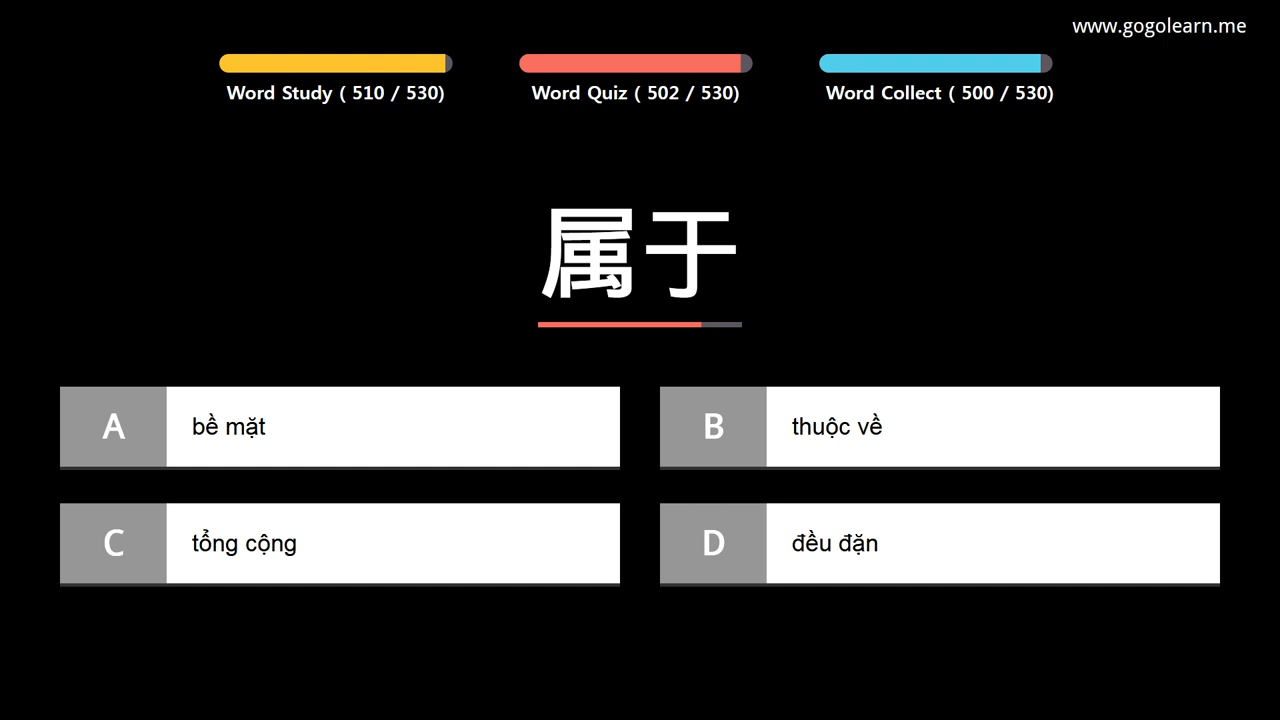 www.gogolearn.me
Word Study ( 510 / 530)
Word Quiz ( 502 / 530)
Word Collect ( 500 / 530)
属于
A bề mặt
B thuộc về
C tổng cộng
D đều đặn